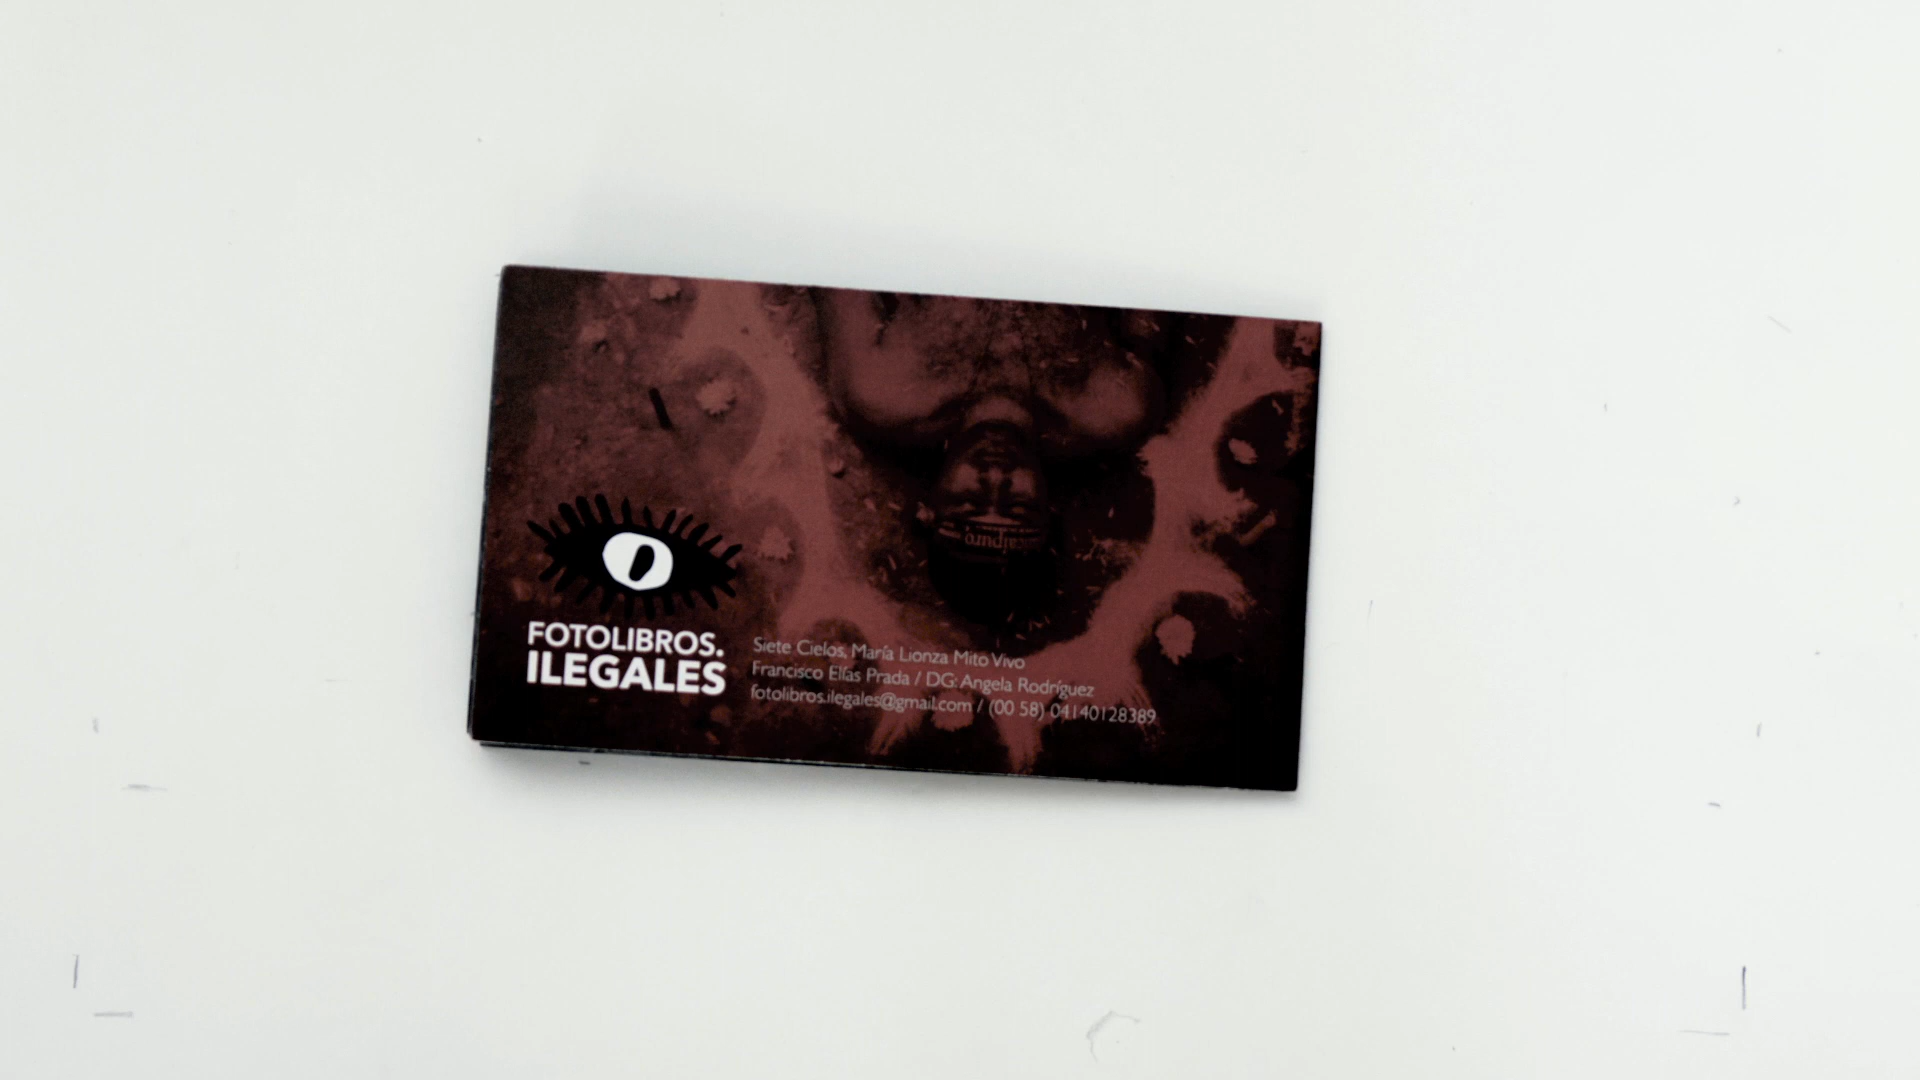 FOTOLIBROS.
ILEGALES
Siete Cielos, María Lionza Mito Vivo
Francisco Elías Prada / DG: Angela Rodríguez
fotolibros.ilegales@gmail.com / (00 58) 04140128389